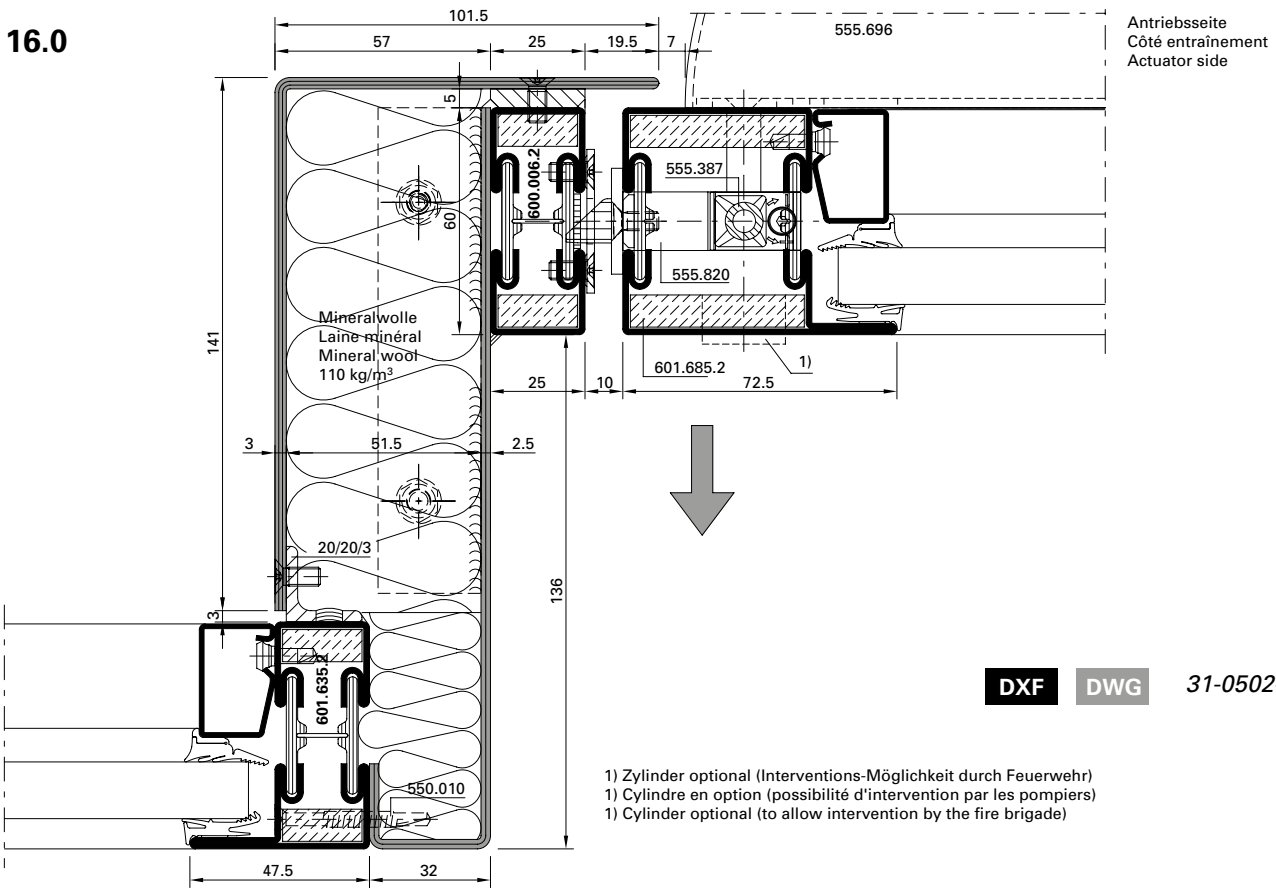 16.0
101.5
57
25
19.5
7
555.696
Antriebsseite
Côté entraînement
Actuator side
5
600.006.2
60
555.387
555.820
141
Mineralwolle
Laine minéral
Mineral wool
110 kg/m³
601.685.2
1)
25
10
72.5
3
51.5
2.5
20/20/3
136
3
601.635.2
550.010
47.5
32
DXF
DWG
31-0502
1) Zylinder optional (Interventions-Möglichkeit durch Feuerwehr)
1) Cylindre en option (possibilité d'intervention par les pompiers)
1) Cylinder optional (to allow intervention by the fire brigade)